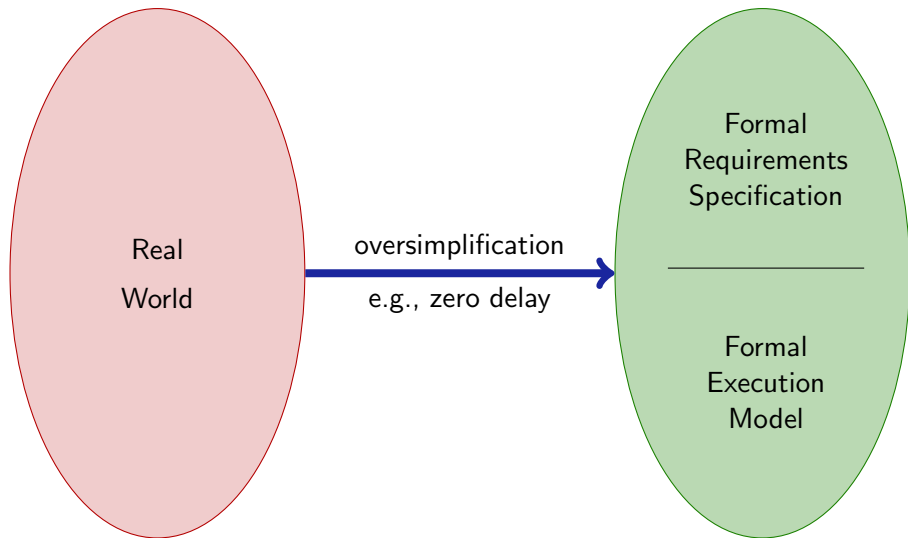 Real
World
oversimplification
e.g., zero delay
Formal
Requirements
Specification
Formal
Execution
Model